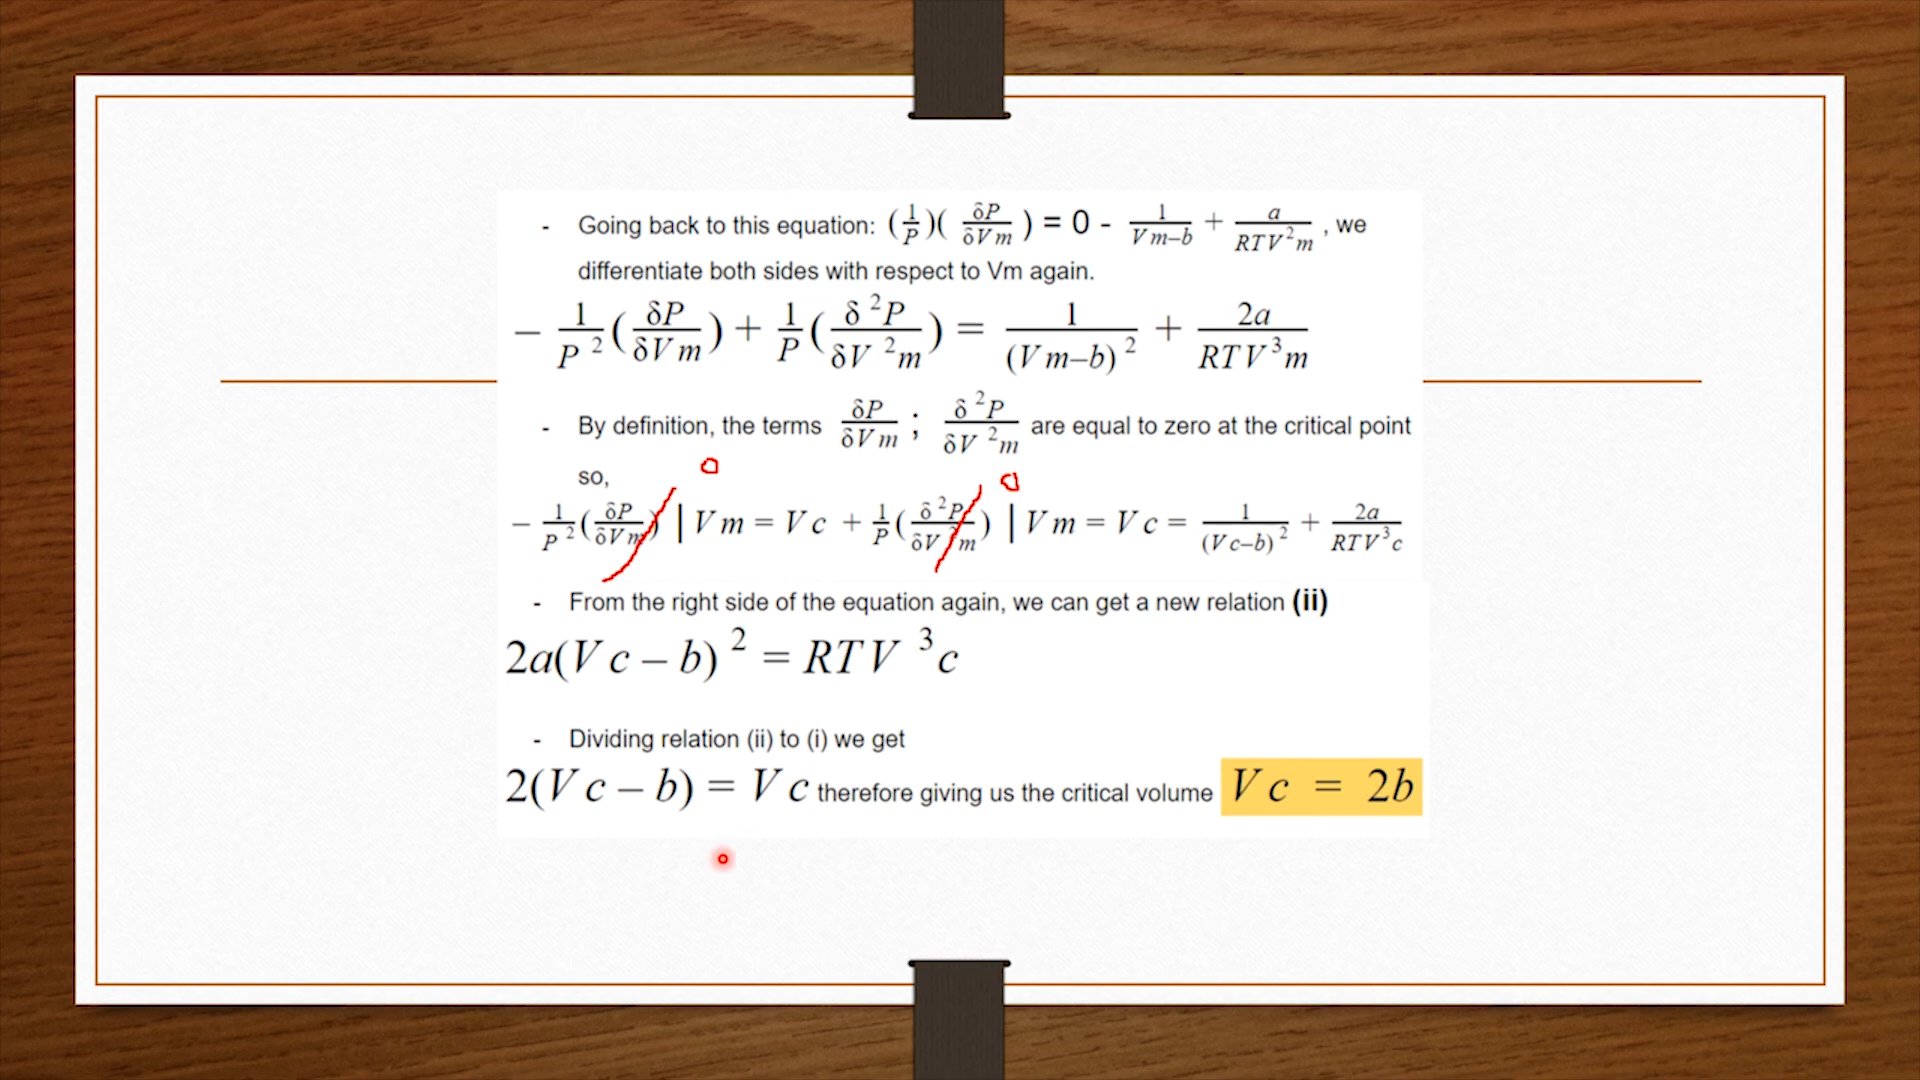 - Going back to this equation: (1/P)(δP/δVm) = 0 - 1/(Vm–b) + a/(RTV²m) , we
differentiate both sides with respect to Vm again.
– 1/P² (δP/δVm) + 1/P (δ²P/δV²m) = 1/(Vm–b)² + 2a/(RTV³m)
- By definition, the terms δP/δVm ; δ²P/δV²m are equal to zero at the critical point
so,
0 0
– 1/P² (δP/δVm) | Vm = Vc + 1/P (δ²P/δV²m) | Vm = Vc = 1/(Vc–b)² + 2a/(RTV³c)
- From the right side of the equation again, we can get a new relation (ii)
2a(Vc – b)² = RTV³c
- Dividing relation (ii) to (i) we get
2(Vc – b) = Vc therefore giving us the critical volume Vc = 2b